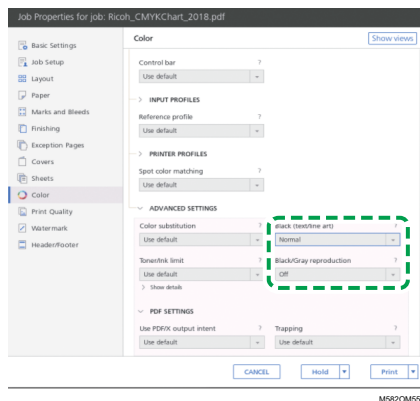 Job Properties for job: Ricoh_CMYKChart_2018.pdf
Basic Settings
Job Setup
Layout
Paper
Marks and Bleeds
Finishing
Exception Pages
Covers
Sheets
Color
Print Quality
Watermark
Header/Footer
Color
Show views
Control bar ?
Use default
INPUT PROFILES
Reference profile ?
Use default
PRINTER PROFILES
Spot color matching ?
Use default
ADVANCED SETTINGS
Color substitution ? Black (text/line art) ?
Use default Normal
Toner/Ink limit ? Black/Gray reproduction ?
Use default Off
> Show details
PDF SETTINGS
Use PDF/X output intent ? Trapping ?
Use default Use default
CANCEL Hold Print
M582OM55